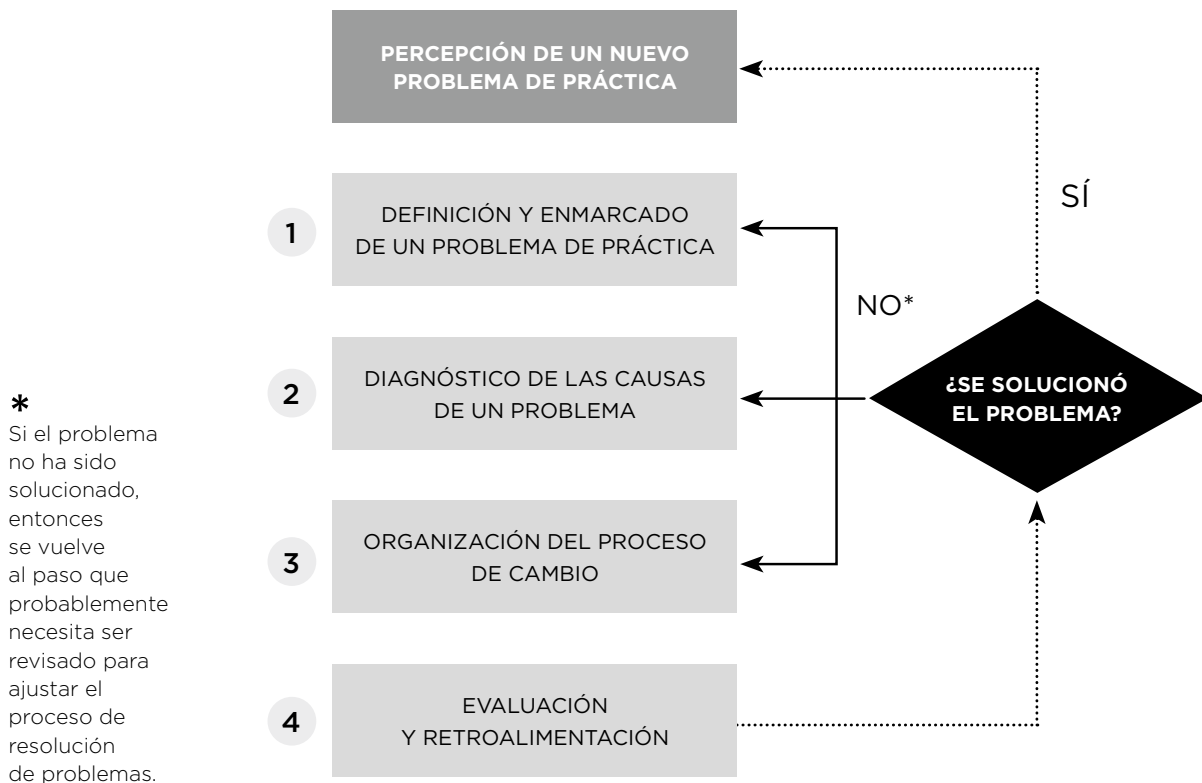 PERCEPCIÓN DE UN NUEVO
PROBLEMA DE PRÁCTICA
SÍ
1
DEFINICIÓN Y ENMARCADO
DE UN PROBLEMA DE PRÁCTICA
NO*
2
DIAGNÓSTICO DE LAS CAUSAS
DE UN PROBLEMA
¿SE SOLUCIONÓ
EL PROBLEMA?
3
ORGANIZACIÓN DEL PROCESO
DE CAMBIO
4
EVALUACIÓN
Y RETROALIMENTACIÓN
*
Si el problema
no ha sido
solucionado,
entonces
se vuelve
al paso que
probablemente
necesita ser
revisado para
ajustar el
proceso de
resolución
de problemas.